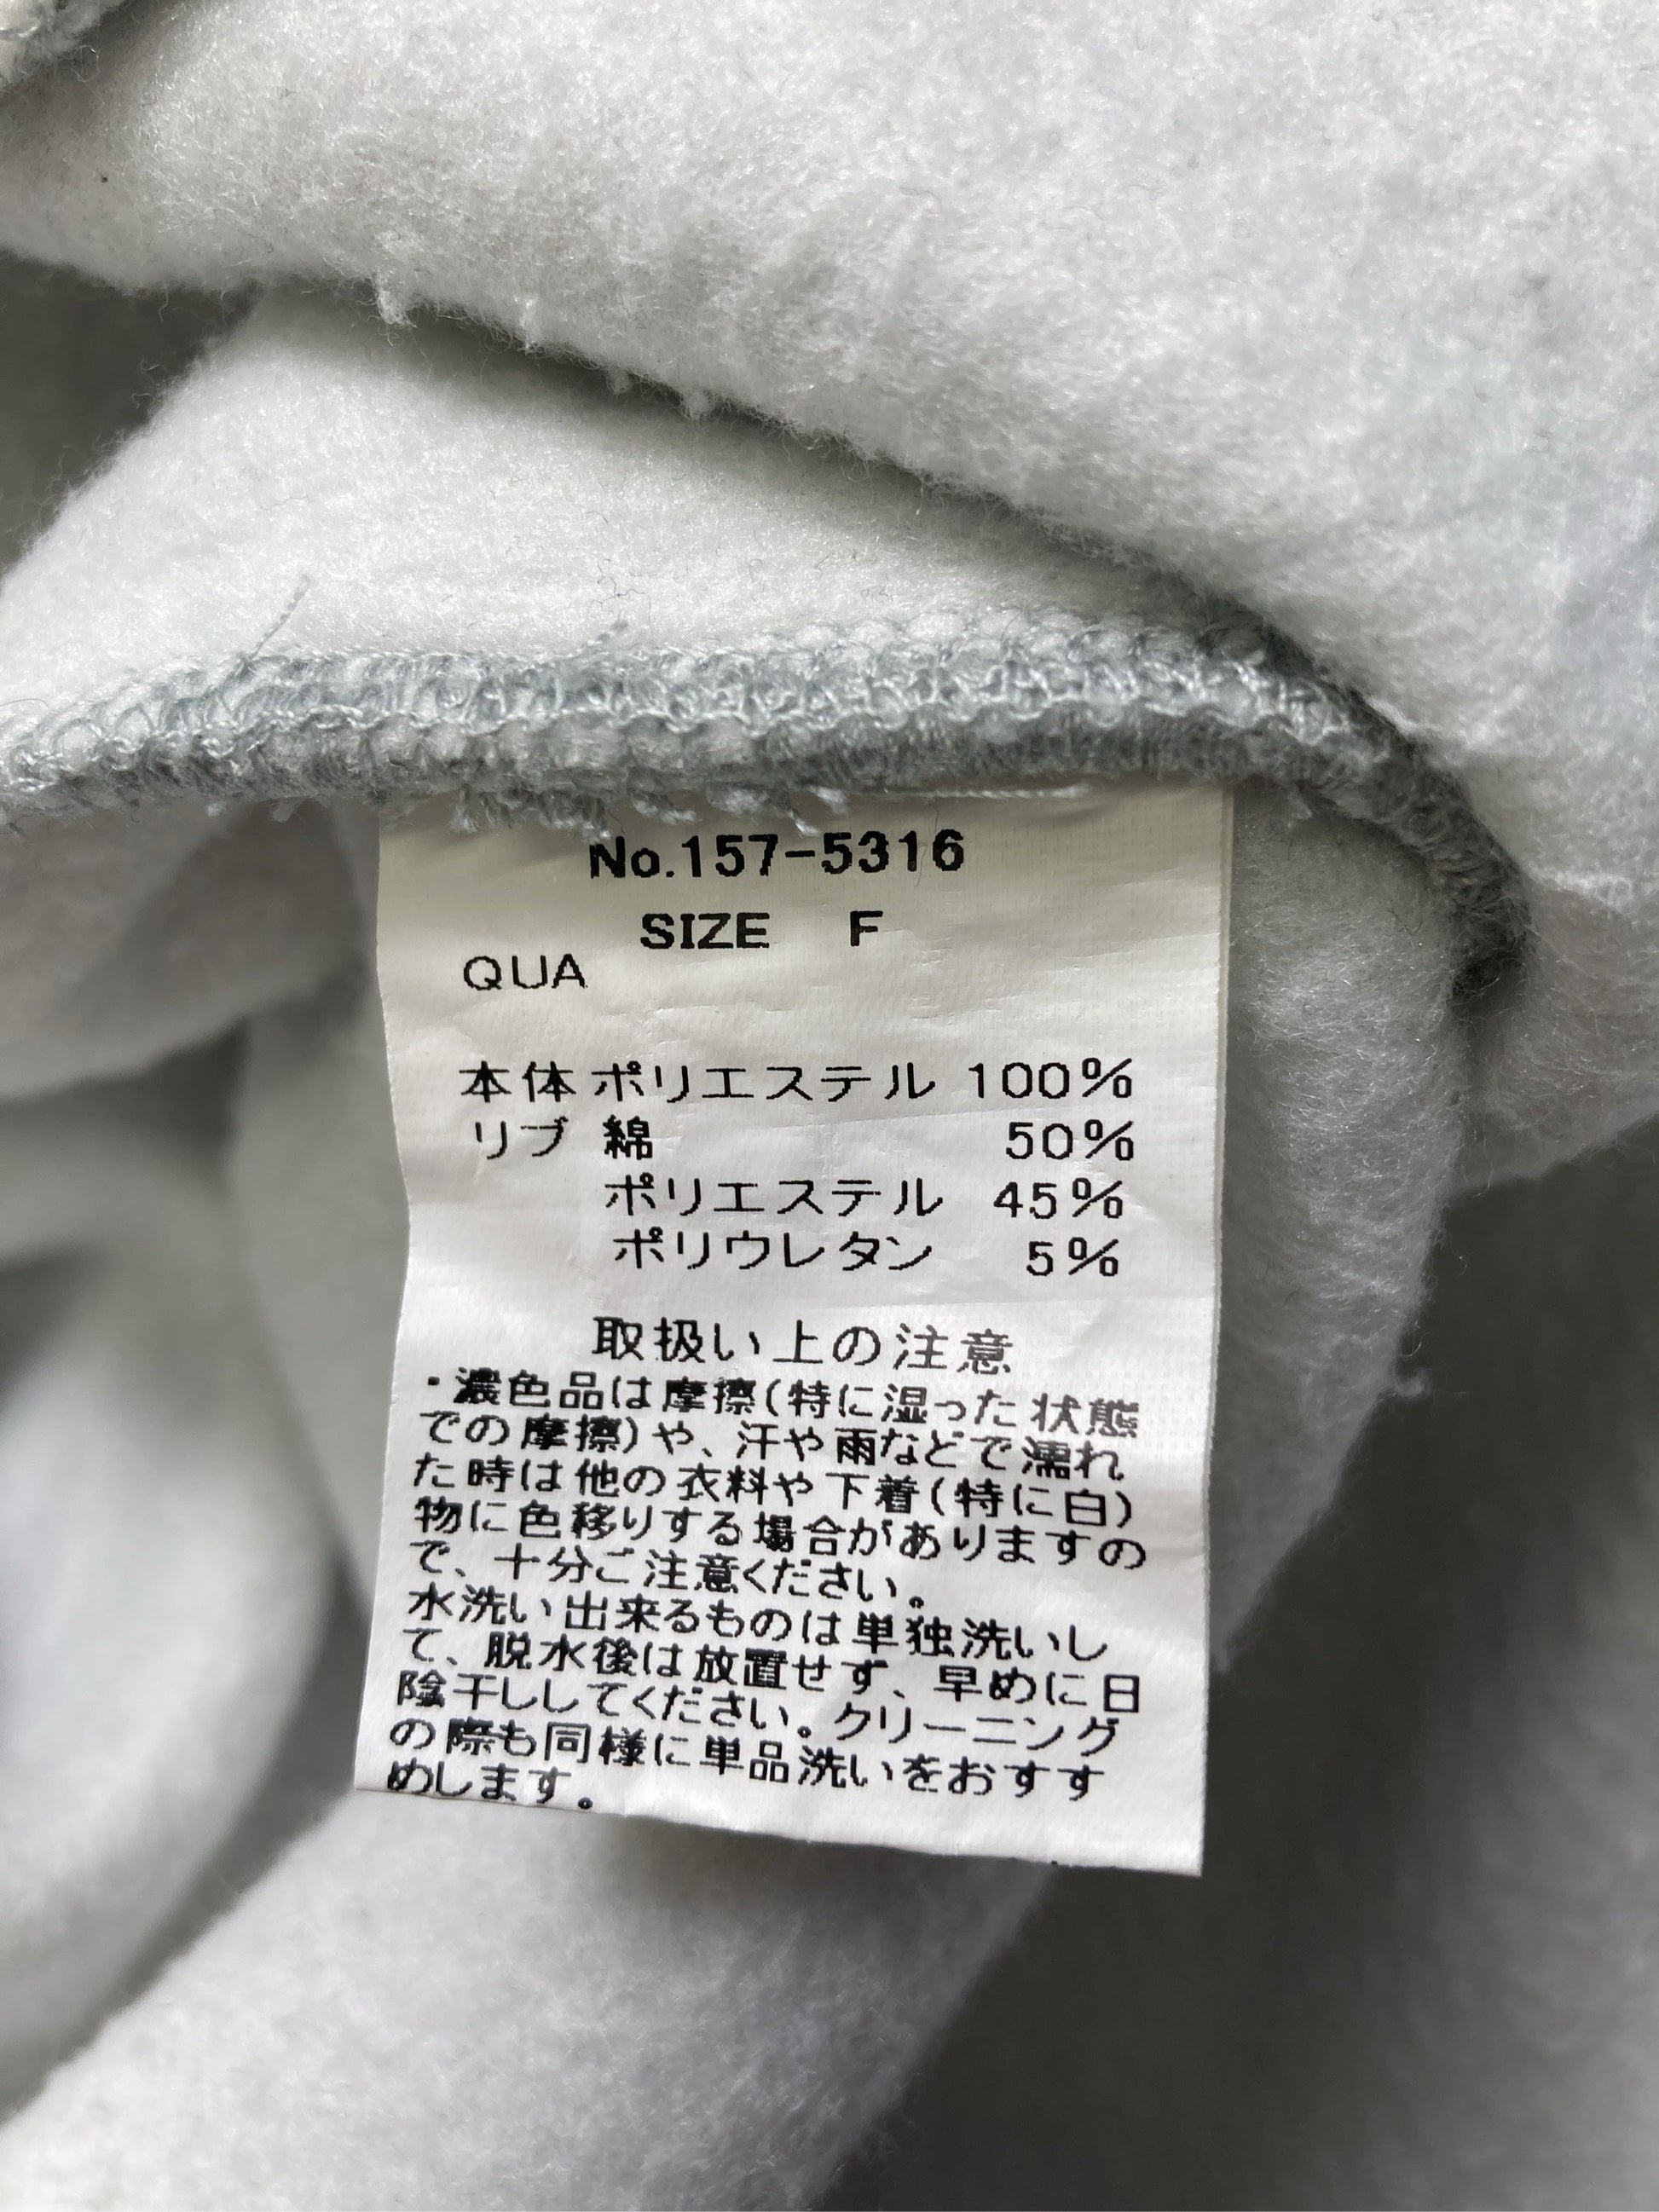 No.157-5316
SIZE F
QUA
本体 ポリエステル 100%
リブ 綿 50%
ポリエステル 45%
ポリウレタン 5%
取扱い上の注意
・濃色品は摩擦(特に湿った状態
での摩擦)や、汗や雨などで濡れ
た時は他の衣料や下着(特に白)
物に色移りする場合がありますの
で、十分ご注意ください。
水洗い出来るものは単独洗いし
て、脱水後は放置せず、早めに日
陰干ししてください。クリーニング
の際も同様に単品洗いをおすす
めします。